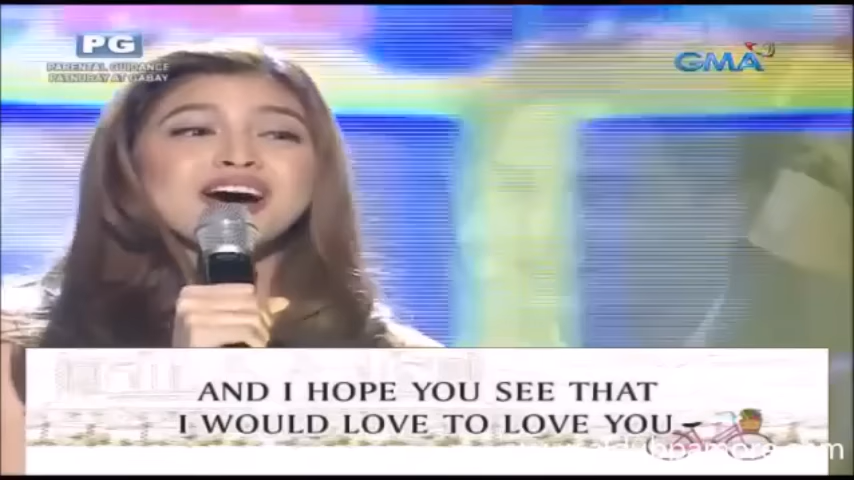 PG
PARENTAL GUIDANCE
PATNUBAY AT GABAY
GMA
AND I HOPE YOU SEE THAT
I WOULD LOVE TO LOVE YOU